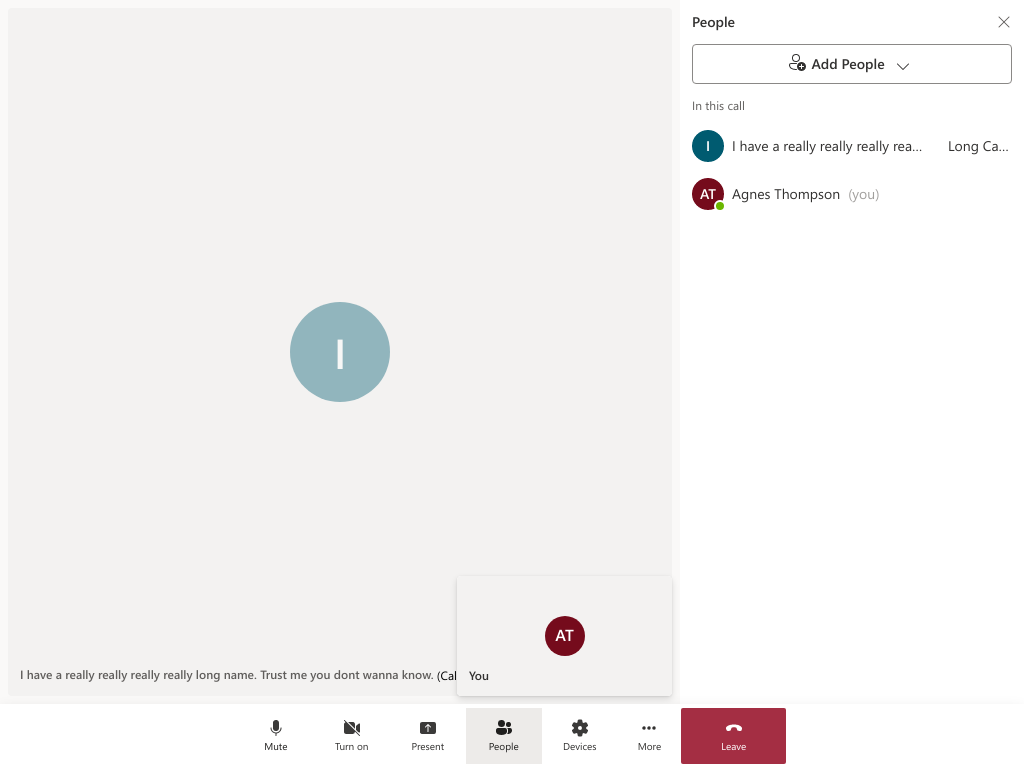 People
Add People
In this call
I I have a really really really rea... Long Ca...
AT Agnes Thompson (you)
I
AT
I have a really really really really long name. Trust me you dont wanna know. (Cal
You
Mute Turn on Present People Devices More Leave